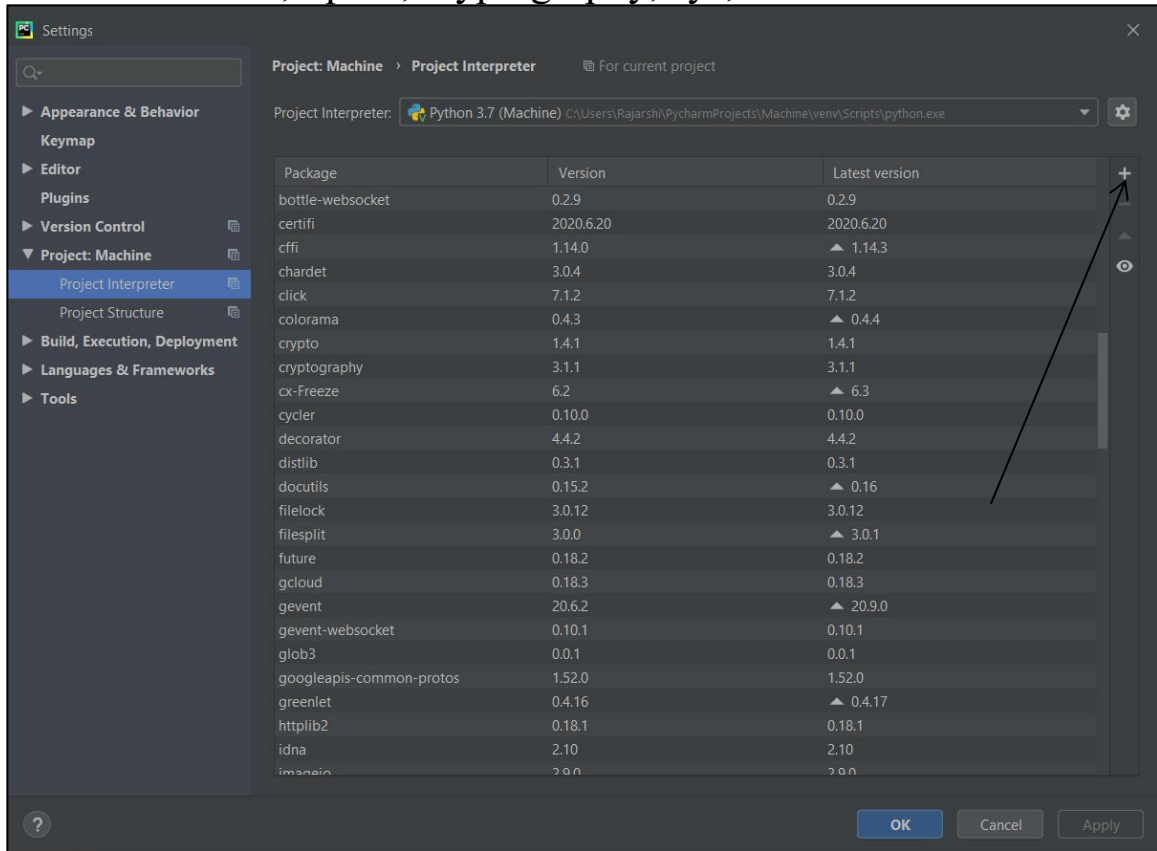 Settings
Project: Machine › Project Interpreter For current project
Project Interpreter: Python 3.7 (Machine) C:\Users\Rajarshi\PycharmProjects\Machine\venv\Scripts\python.exe
Appearance & Behavior
Keymap
Editor
Plugins
Version Control
Project: Machine
Project Interpreter
Project Structure
Build, Execution, Deployment
Languages & Frameworks
Tools
Package Version Latest version
bottle-websocket 0.2.9 0.2.9
certifi 2020.6.20 2020.6.20
cffi 1.14.0 1.14.3
chardet 3.0.4 3.0.4
click 7.1.2 7.1.2
colorama 0.4.3 0.4.4
crypto 1.4.1 1.4.1
cryptography 3.1.1 3.1.1
cx-Freeze 6.2 6.3
cycler 0.10.0 0.10.0
decorator 4.4.2 4.4.2
distlib 0.3.1 0.3.1
docutils 0.15.2 0.16
filelock 3.0.12 3.0.12
filesplit 3.0.0 3.0.1
future 0.18.2 0.18.2
gcloud 0.18.3 0.18.3
gevent 20.6.2 20.9.0
gevent-websocket 0.10.1 0.10.1
glob3 0.0.1 0.0.1
googleapis-common-protos 1.52.0 1.52.0
greenlet 0.4.16 0.4.17
httplib2 0.18.1 0.18.1
idna 2.10 2.10
imageio 2.9.0 2.9.0
? OK Cancel Apply